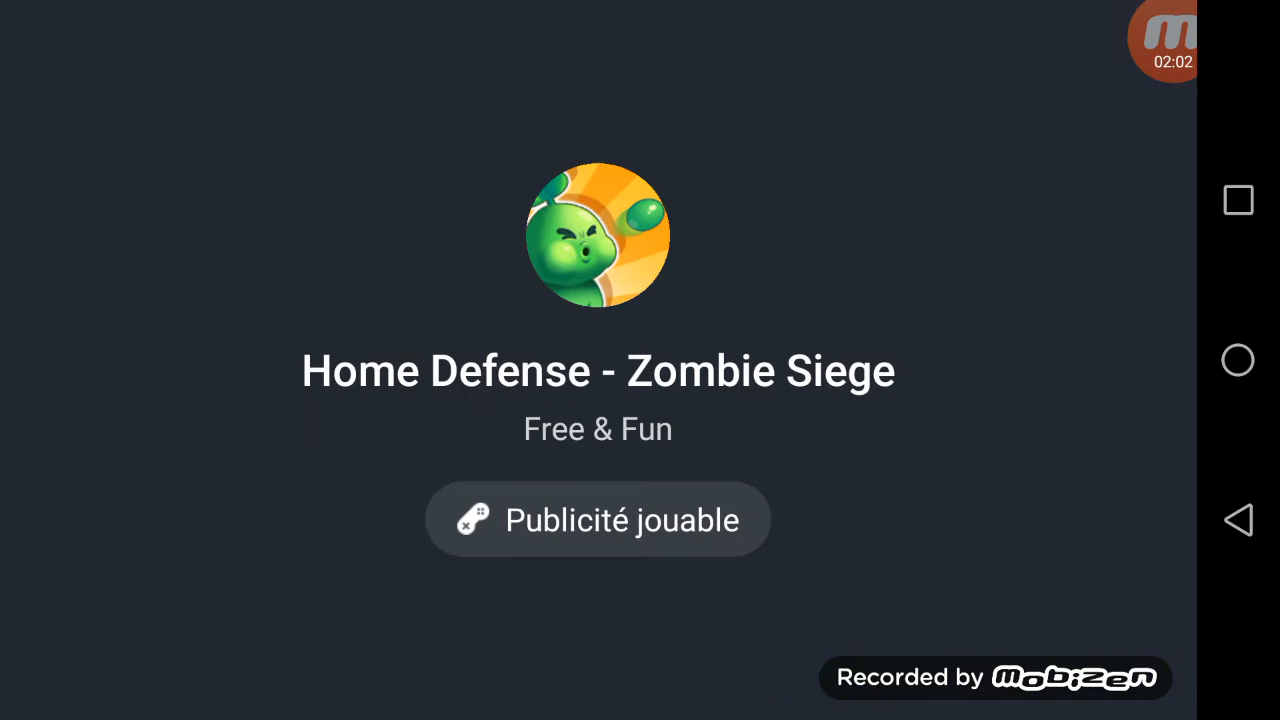 02:02
Home Defense - Zombie Siege
Free & Fun
Publicité jouable
Recorded by mobizen